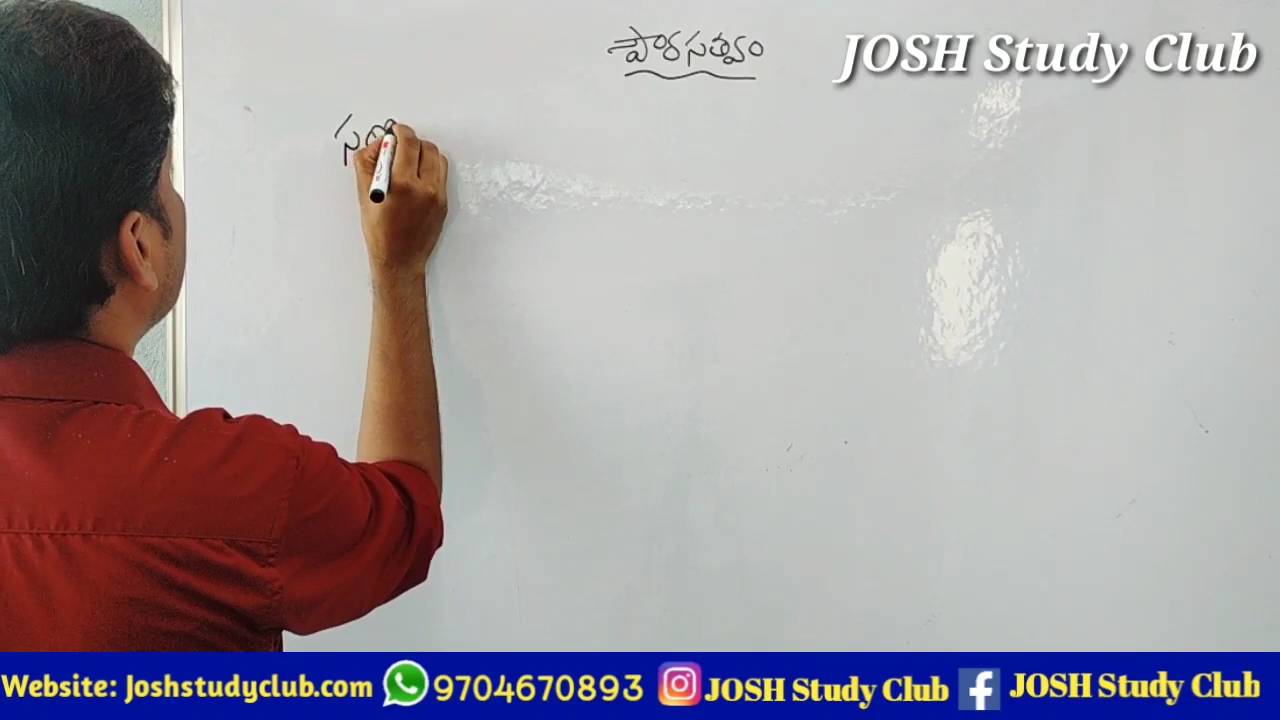 పౌరసత్వం
JOSH Study Club
Website: Joshstudyclub.com 9704670893 JOSH Study Club JOSH Study Club